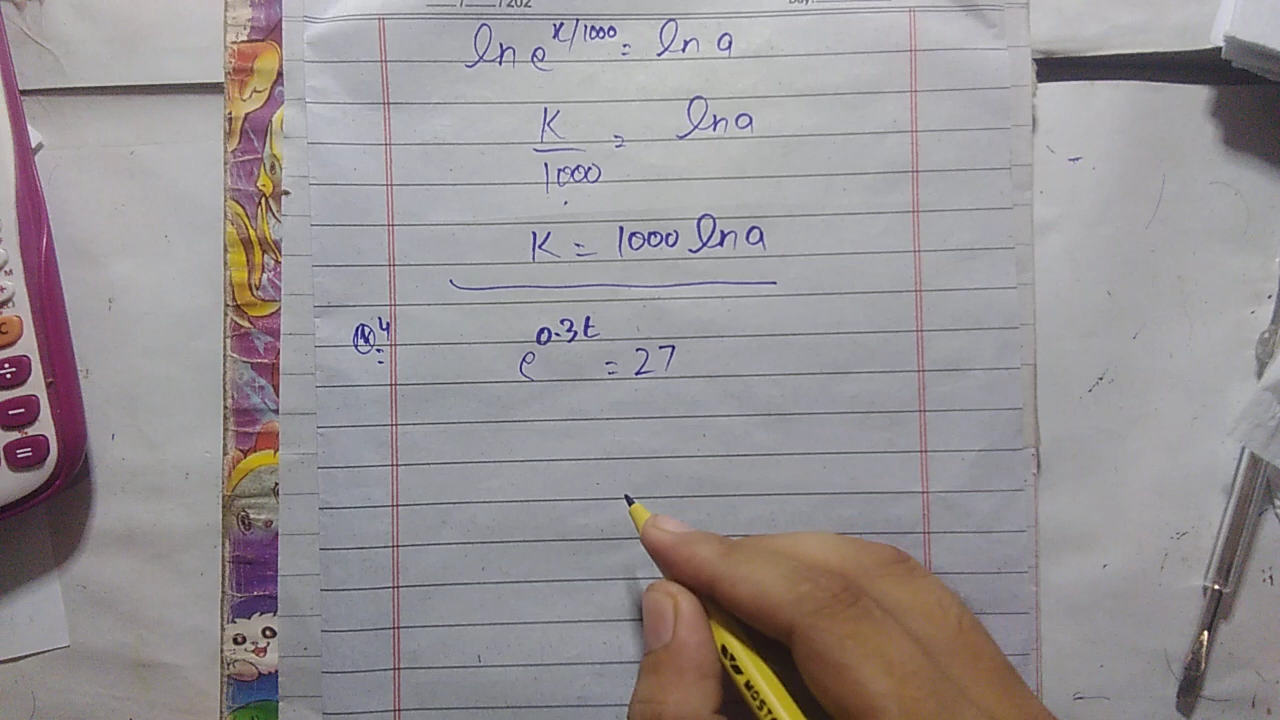 ln e^k/1000 = ln a
K/1000 = ln a
K = 1000 ln a
Q4
e^0.3t = 27